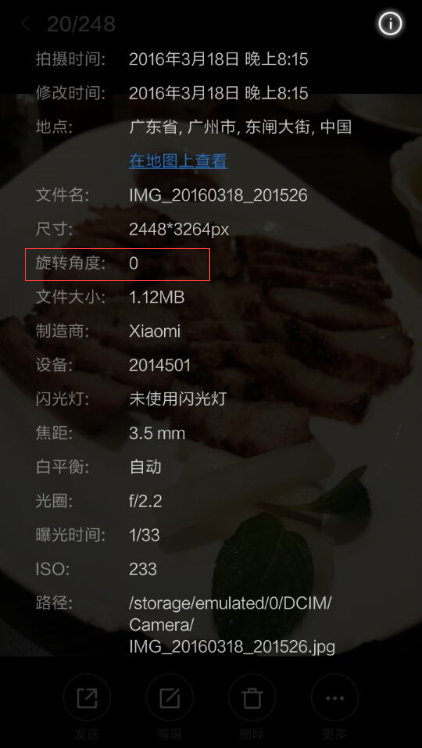 20/248
拍摄时间: 2016年3月18日 晚上8:15
修改时间: 2016年3月18日 晚上8:15
地点: 广东省, 广州市, 东闸大街, 中国
在地图上查看
文件名: IMG_20160318_201526
尺寸: 2448*3264px
旋转角度: 0
文件大小: 1.12MB
制造商: Xiaomi
设备: 2014501
闪光灯: 未使用闪光灯
焦距: 3.5 mm
白平衡: 自动
光圈: f/2.2
曝光时间: 1/33
ISO: 233
路径: /storage/emulated/0/DCIM/
Camera/
IMG_20160318_201526.jpg
发送 编辑 删除 更多